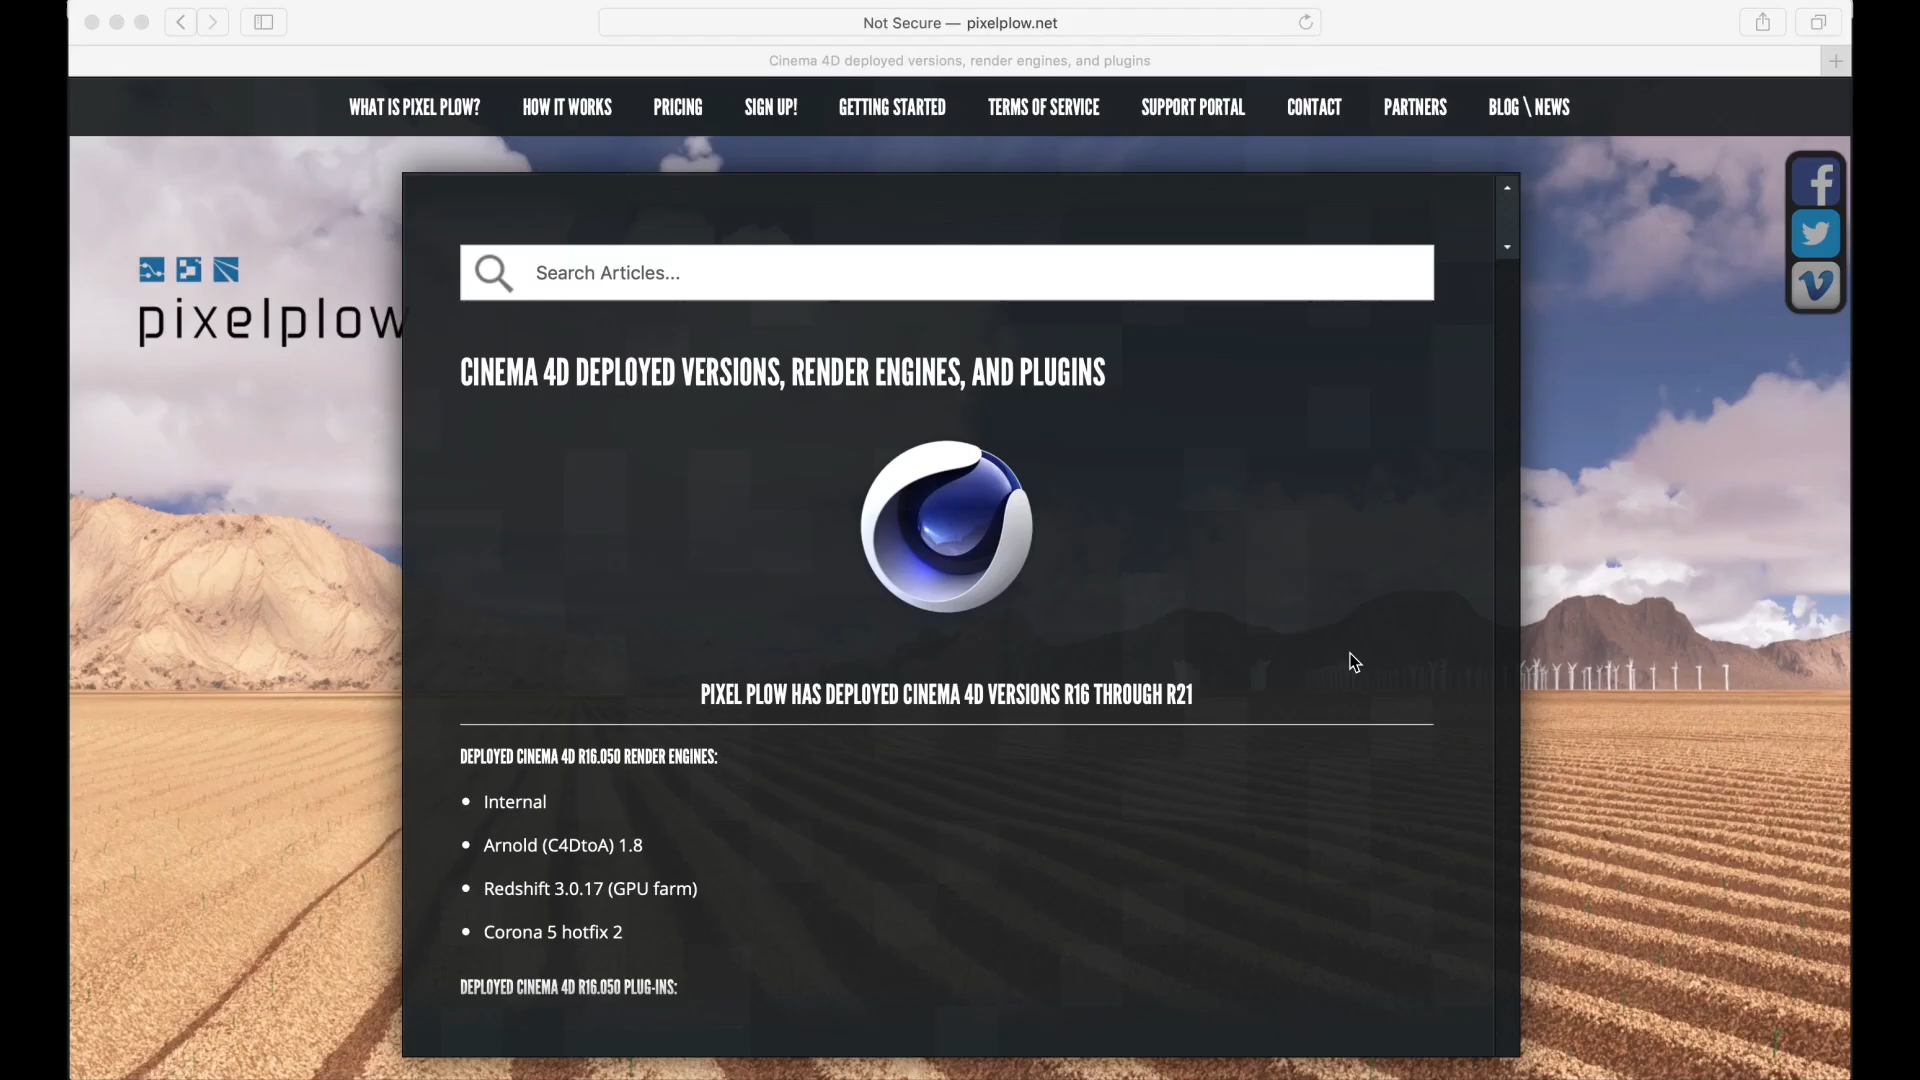 Not Secure — pixelplow.net
Cinema 4D deployed versions, render engines, and plugins
WHAT IS PIXEL PLOW? HOW IT WORKS PRICING SIGN UP! GETTING STARTED TERMS OF SERVICE SUPPORT PORTAL CONTACT PARTNERS BLOG \ NEWS
pixelplow
Search Articles...
CINEMA 4D DEPLOYED VERSIONS, RENDER ENGINES, AND PLUGINS
PIXEL PLOW HAS DEPLOYED CINEMA 4D VERSIONS R16 THROUGH R21
DEPLOYED CINEMA 4D R16.050 RENDER ENGINES:
• Internal
• Arnold (C4DtoA) 1.8
• Redshift 3.0.17 (GPU farm)
• Corona 5 hotfix 2
DEPLOYED CINEMA 4D R16.050 PLUG-INS: